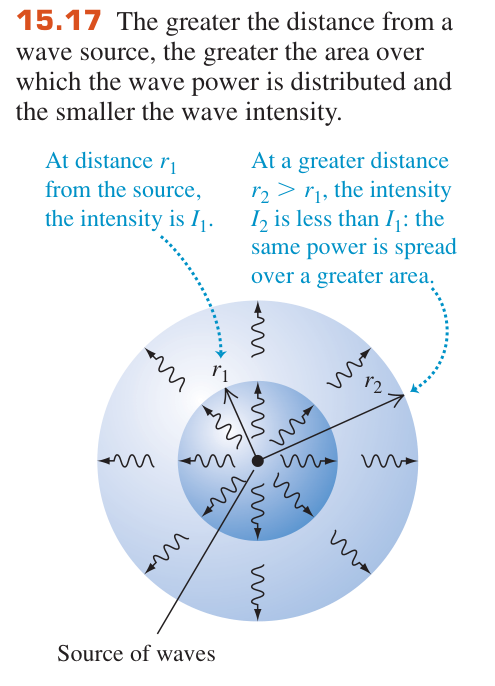 15.17 The greater the distance from a
wave source, the greater the area over
which the wave power is distributed and
the smaller the wave intensity.
At distance r₁
from the source,
the intensity is I₁.
At a greater distance
r₂ > r₁, the intensity
I₂ is less than I₁: the
same power is spread
over a greater area.
r₁
r₂
Source of waves